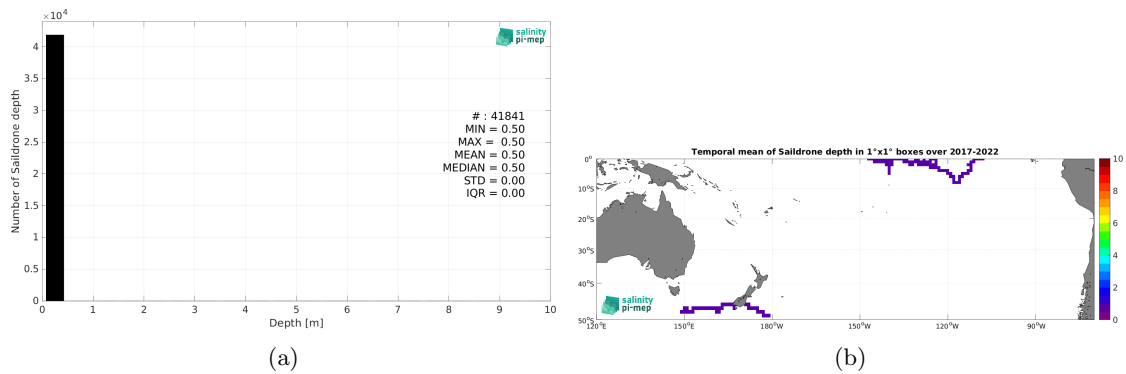 ×10⁴
4
3.5
3
2.5
2
1.5
1
0.5
0
Number of Saildrone depth
salinity
pi-mep
# : 41841
MIN = 0.50
MAX = 0.50
MEAN = 0.50
MEDIAN = 0.50
STD = 0.00
IQR = 0.00
0 1 2 3 4 5 6 7 8 9 10
Depth [m]
(a)
Temporal mean of Saildrone depth in 1°x1° boxes over 2017-2022
0°
10°S
20°S
30°S
40°S
50°S
salinity
pi-mep
120°E 150°E 180°W 150°W 120°W 90°W
10
8
6
4
2
0
(b)